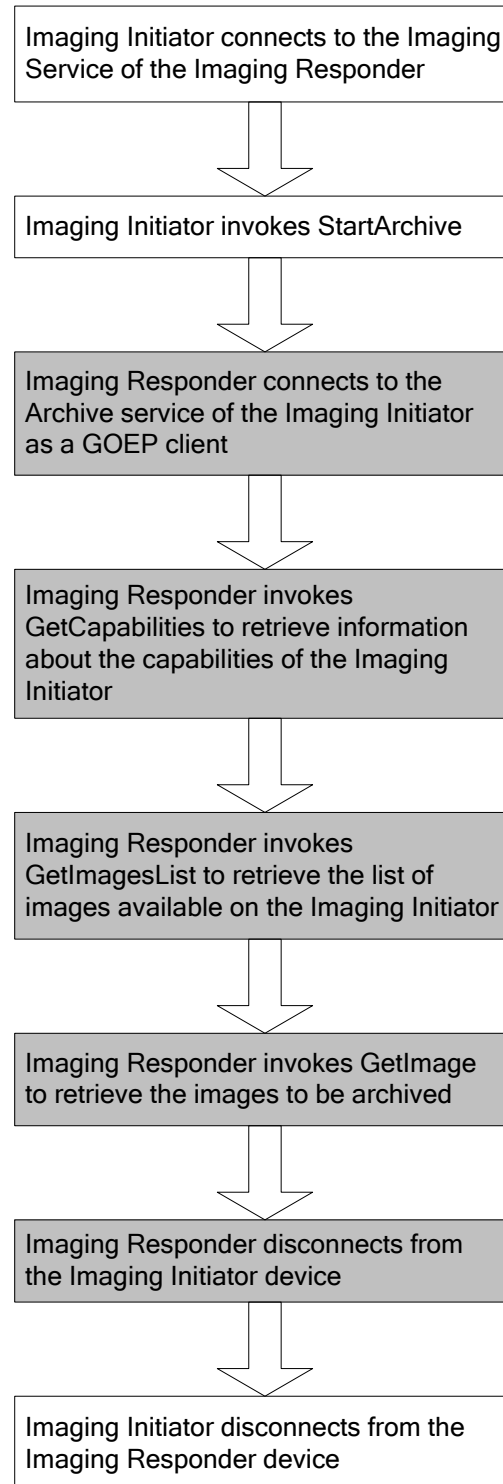 Imaging Initiator connects to the Imaging
Service of the Imaging Responder
Imaging Initiator invokes StartArchive
Imaging Responder connects to the
Archive service of the Imaging Initiator
as a GOEP client
Imaging Responder invokes
GetCapabilities to retrieve information
about the capabilities of the Imaging
Initiator
Imaging Responder invokes
GetImagesList to retrieve the list of
images available on the Imaging Initiator
Imaging Responder invokes GetImage
to retrieve the images to be archived
Imaging Responder disconnects from
the Imaging Initiator device
Imaging Initiator disconnects from the
Imaging Responder device